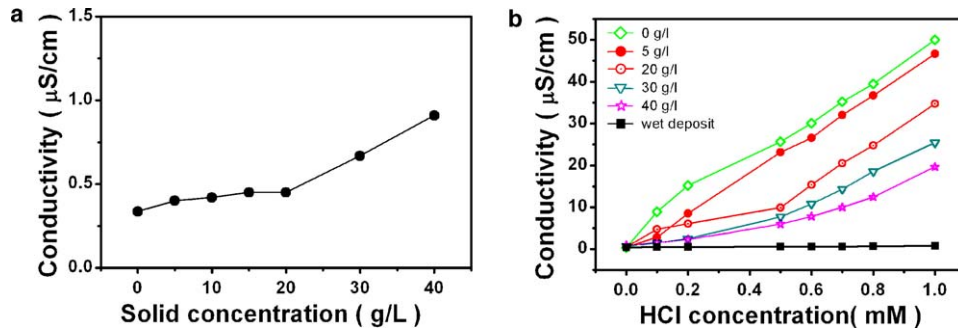 a
Conductivity ( µS/cm)
1.5
1.0
0.5
0.0
0 10 20 30 40
Solid concentration ( g/L )
b
Conductivity ( µS/cm)
50
40
30
20
10
0
0 g/l
5 g/l
20 g/l
30 g/l
40 g/l
wet deposit
0.0 0.2 0.4 0.6 0.8 1.0
HCl concentration( mM )